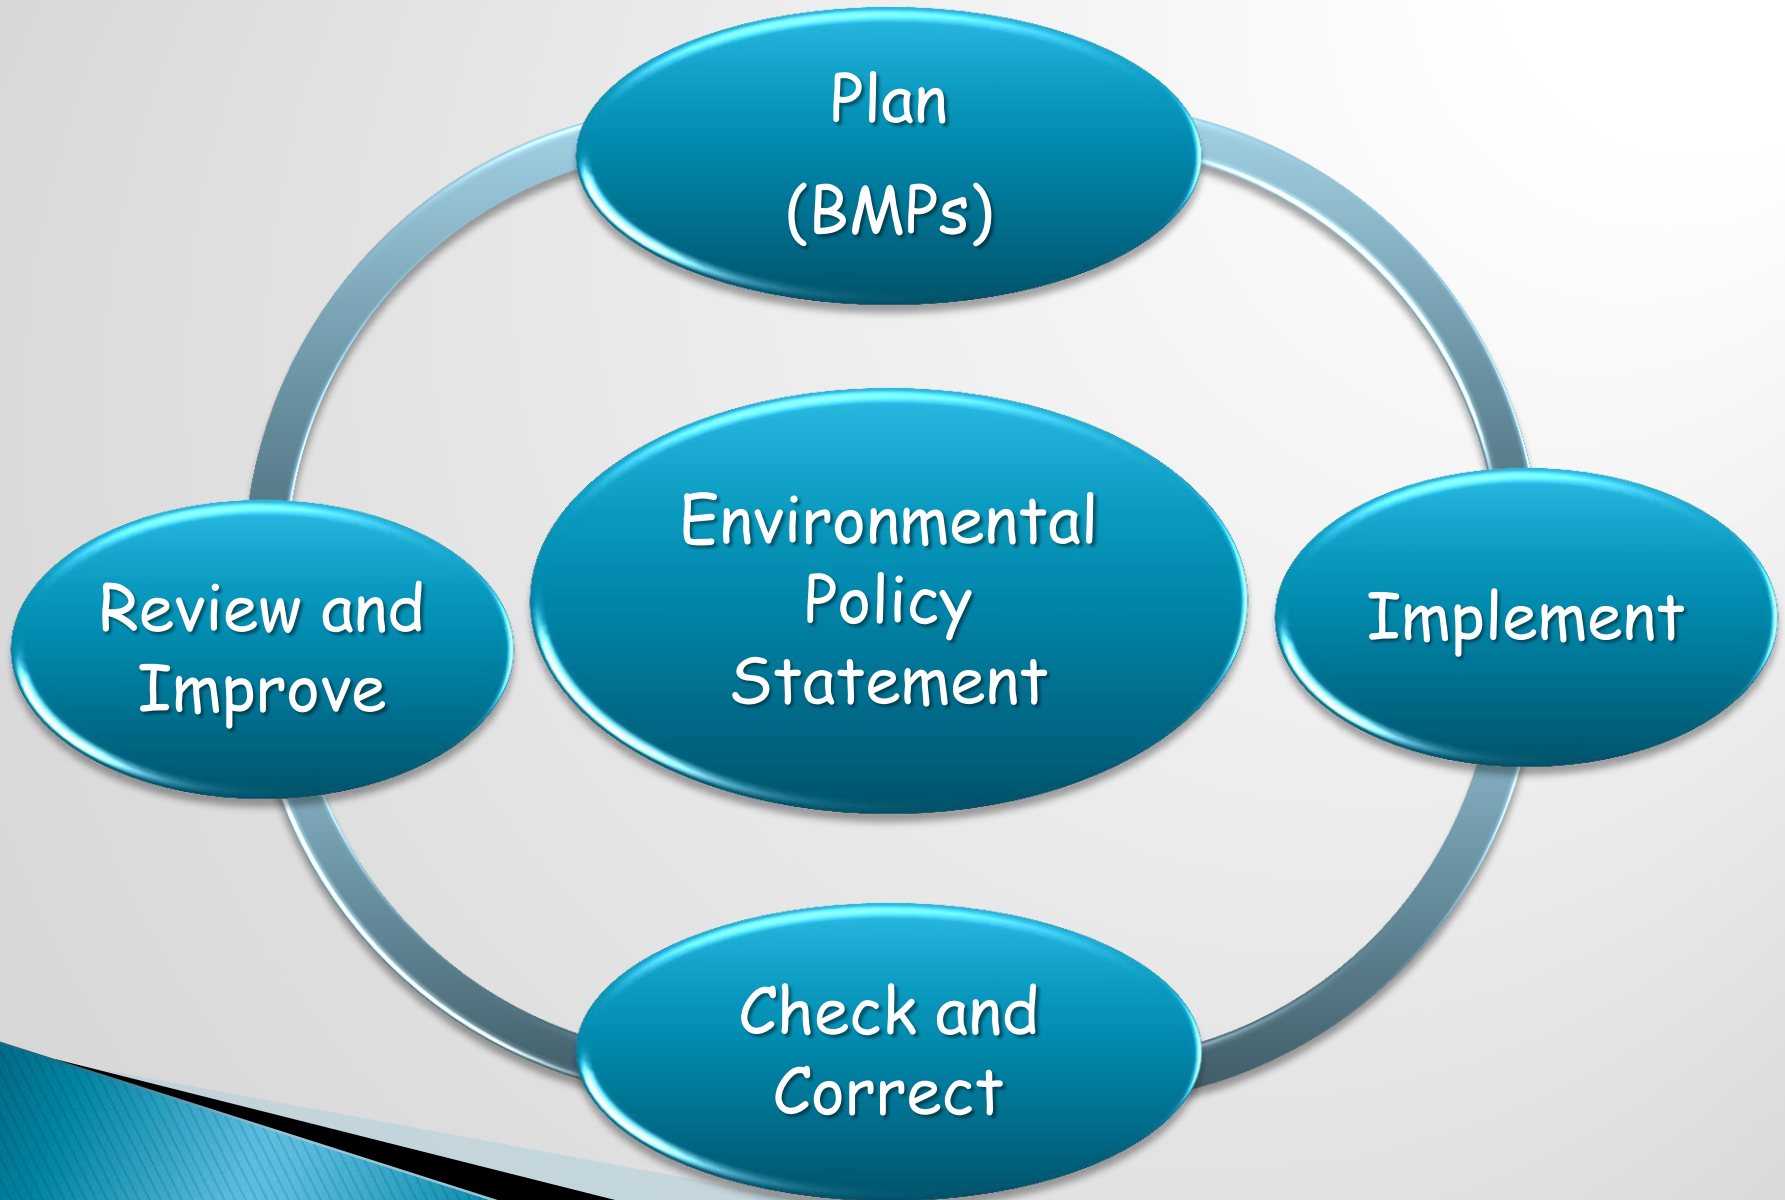 Plan
(BMPs)
Environmental
Policy
Statement
Implement
Review and
Improve
Check and
Correct